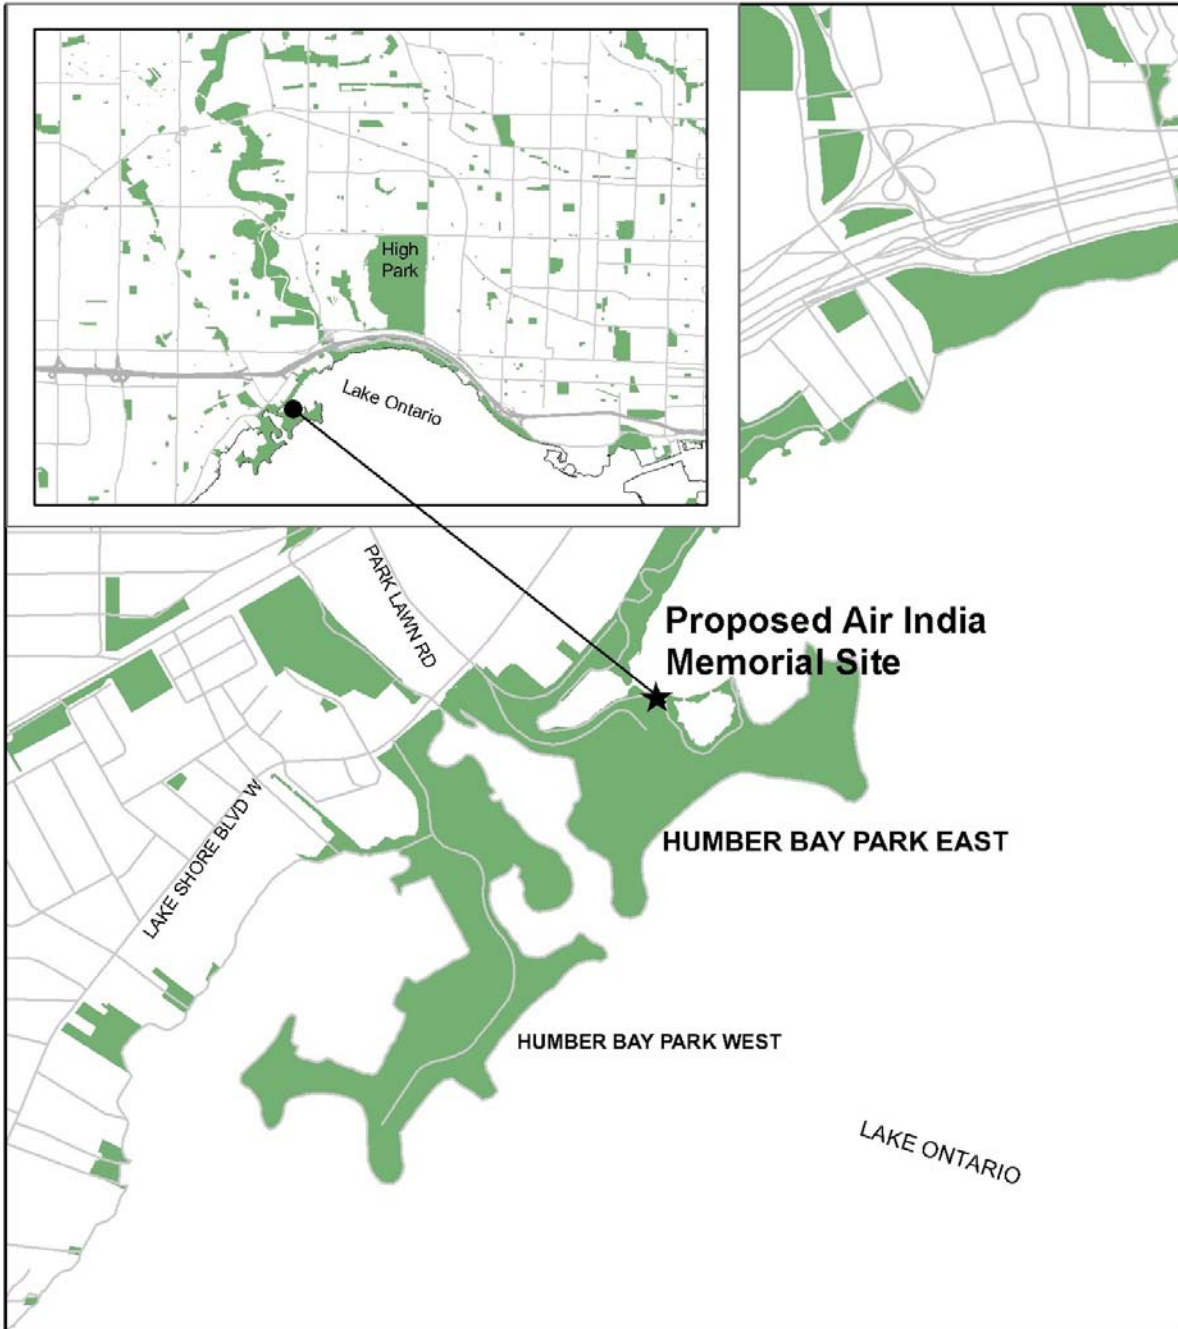 High
Park
Lake Ontario
PARK LAWN RD
Proposed Air India
Memorial Site
HUMBER BAY PARK EAST
LAKE SHORE BLVD W
HUMBER BAY PARK WEST
LAKE ONTARIO